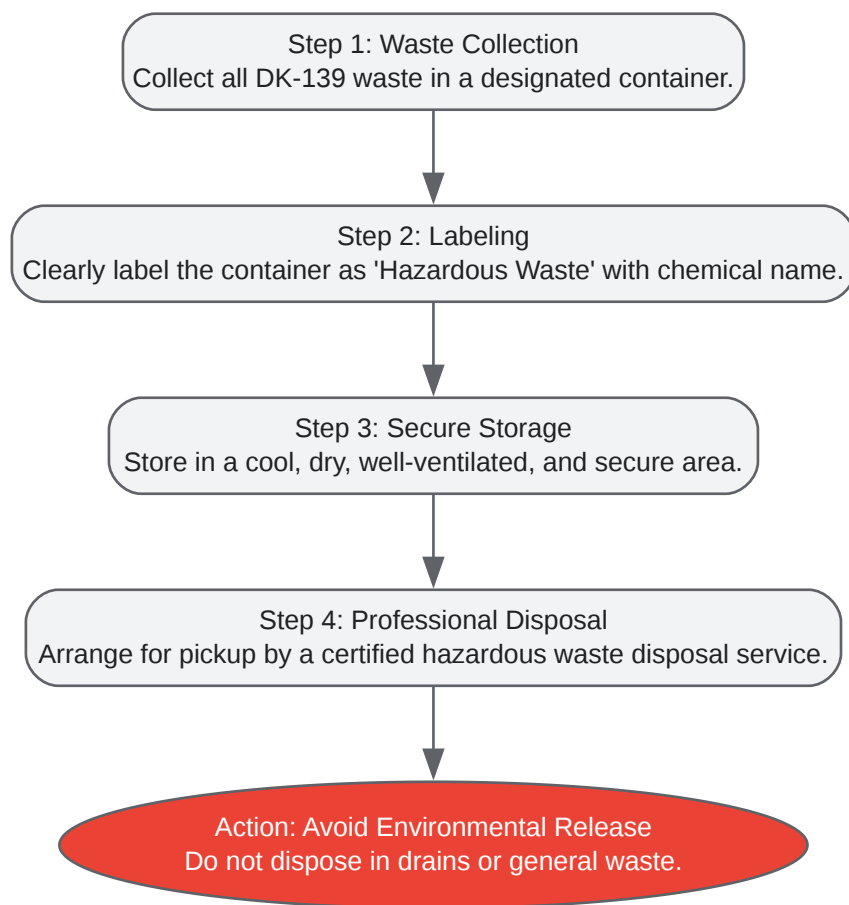 Step 1: Waste Collection
Collect all DK-139 waste in a designated container.
Step 2: Labeling
Clearly label the container as 'Hazardous Waste' with chemical name.
Step 3: Secure Storage
Store in a cool, dry, well-ventilated, and secure area.
Step 4: Professional Disposal
Arrange for pickup by a certified hazardous waste disposal service.
Action: Avoid Environmental Release
Do not dispose in drains or general waste.